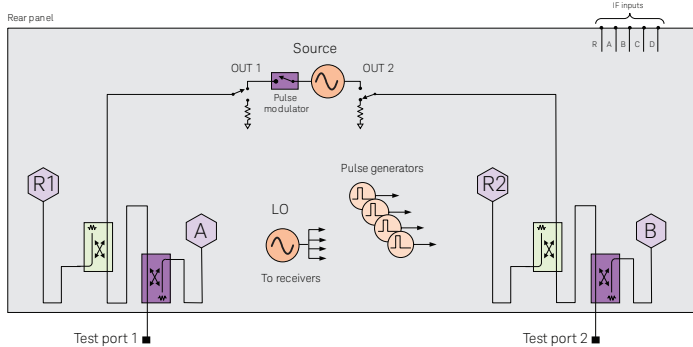 IF inputs
Rear panel
R A B C D
Source
OUT 1
OUT 2
Pulse
modulator
Pulse generators
R1
R2
LO
A
B
To receivers
Test port 1
Test port 2